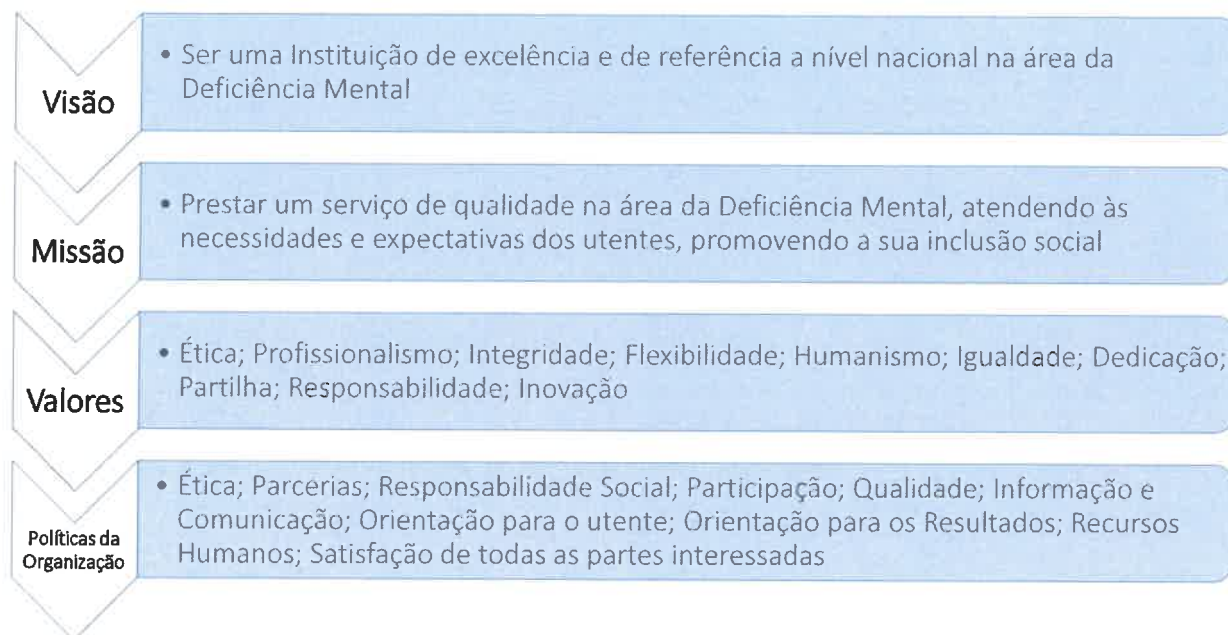 Visão
• Ser uma Instituição de excelência e de referência a nível nacional na área da
Deficiência Mental
Missão
• Prestar um serviço de qualidade na área da Deficiência Mental, atendendo às
necessidades e expectativas dos utentes, promovendo a sua inclusão social
Valores
• Ética; Profissionalismo; Integridade; Flexibilidade; Humanismo; Igualdade; Dedicação;
Partilha; Responsabilidade; Inovação
Políticas da
Organização
• Ética; Parcerias; Responsabilidade Social; Participação; Qualidade; Informação e
Comunicação; Orientação para o utente; Orientação para os Resultados; Recursos
Humanos; Satisfação de todas as partes interessadas